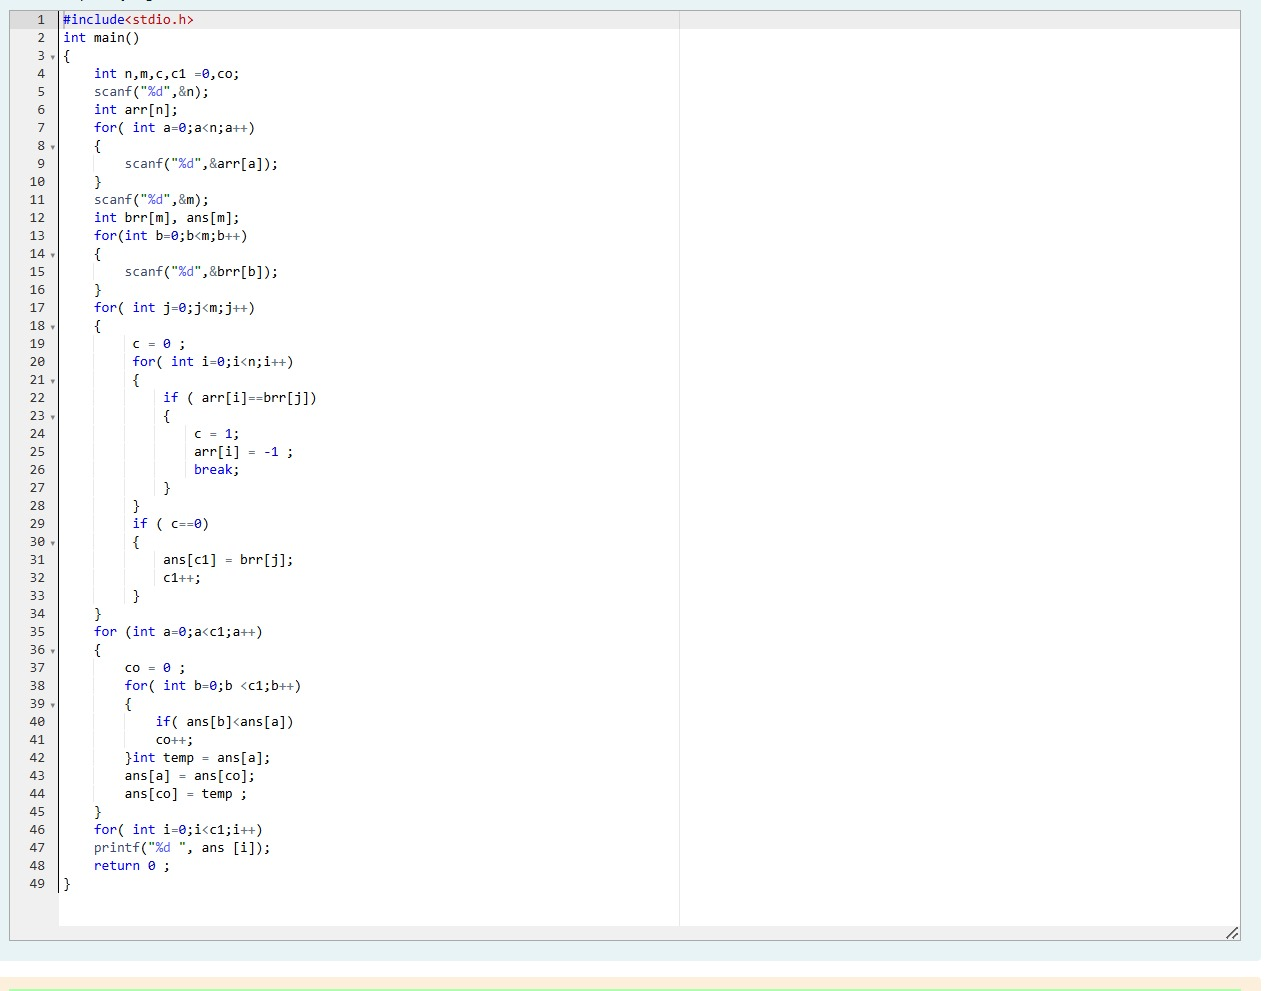 1 #include<stdio.h>
2 int main()
3 {
4 int n,m,c,c1 =0,co;
5 scanf("%d",&n);
6 int arr[n];
7 for( int a=0;a<n;a++)
8 {
9 scanf("%d",&arr[a]);
10 }
11 scanf("%d",&m);
12 int brr[m], ans[m];
13 for(int b=0;b<m;b++)
14 {
15 scanf("%d",&brr[b]);
16 }
17 for( int j=0;j<m;j++)
18 {
19 c = 0 ;
20 for( int i=0;i<n;i++)
21 {
22 if ( arr[i]==brr[j])
23 {
24 c = 1;
25 arr[i] = -1 ;
26 break;
27 }
28 }
29 if ( c==0)
30 {
31 ans[c1] = brr[j];
32 c1++;
33 }
34 }
35 for (int a=0;a<c1;a++)
36 {
37 co = 0 ;
38 for( int b=0;b <c1;b++)
39 {
40 if( ans[b]<ans[a])
41 co++;
42 }int temp = ans[a];
43 ans[a] = ans[co];
44 ans[co] = temp ;
45 }
46 for( int i=0;i<c1;i++)
47 printf("%d ", ans [i]);
48 return 0 ;
49 }